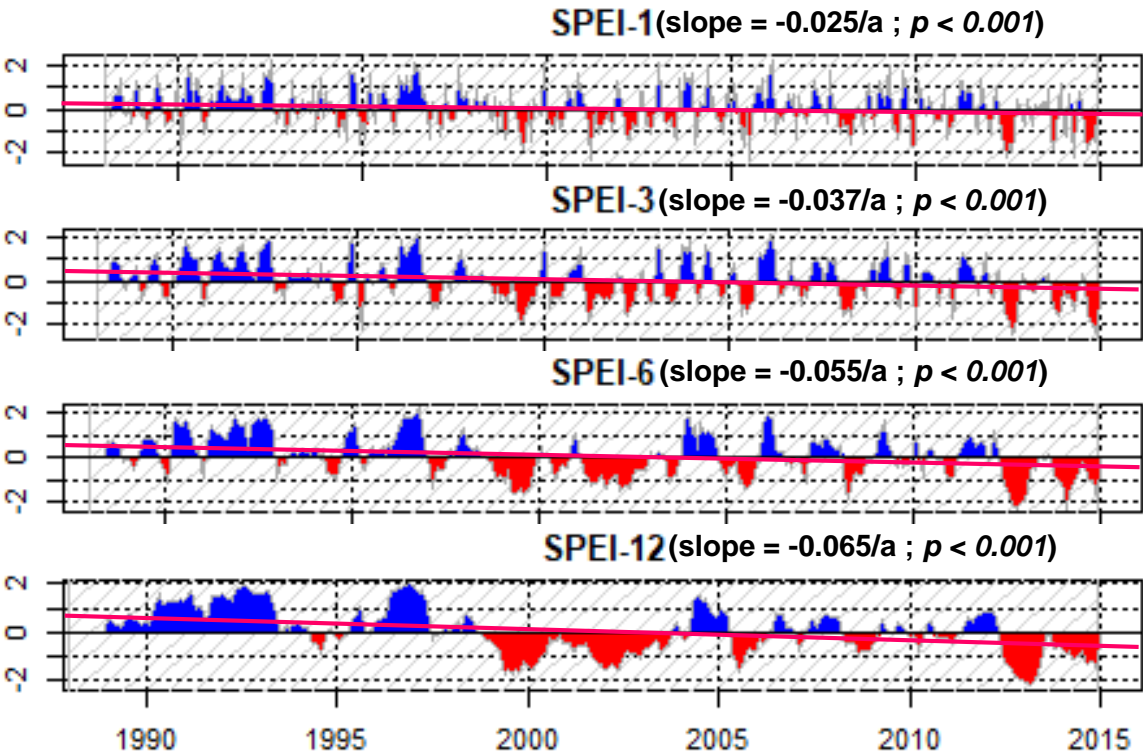 SPEI-1 (slope = -0.025/a ; p < 0.001)
2
0
-2
SPEI-3 (slope = -0.037/a ; p < 0.001)
2
0
-2
SPEI-6 (slope = -0.055/a ; p < 0.001)
2
0
-2
SPEI-12 (slope = -0.065/a ; p < 0.001)
2
0
-2
1990 1995 2000 2005 2010 2015